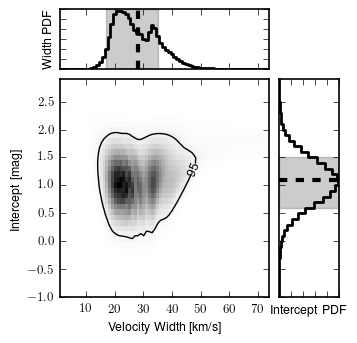 Width PDF
2.5
2.0
1.5
1.0
0.5
0.0
−0.5
−1.0
Intercept [mag]
95
10 20 30 40 50 60 70
Velocity Width [km/s]
Intercept PDF